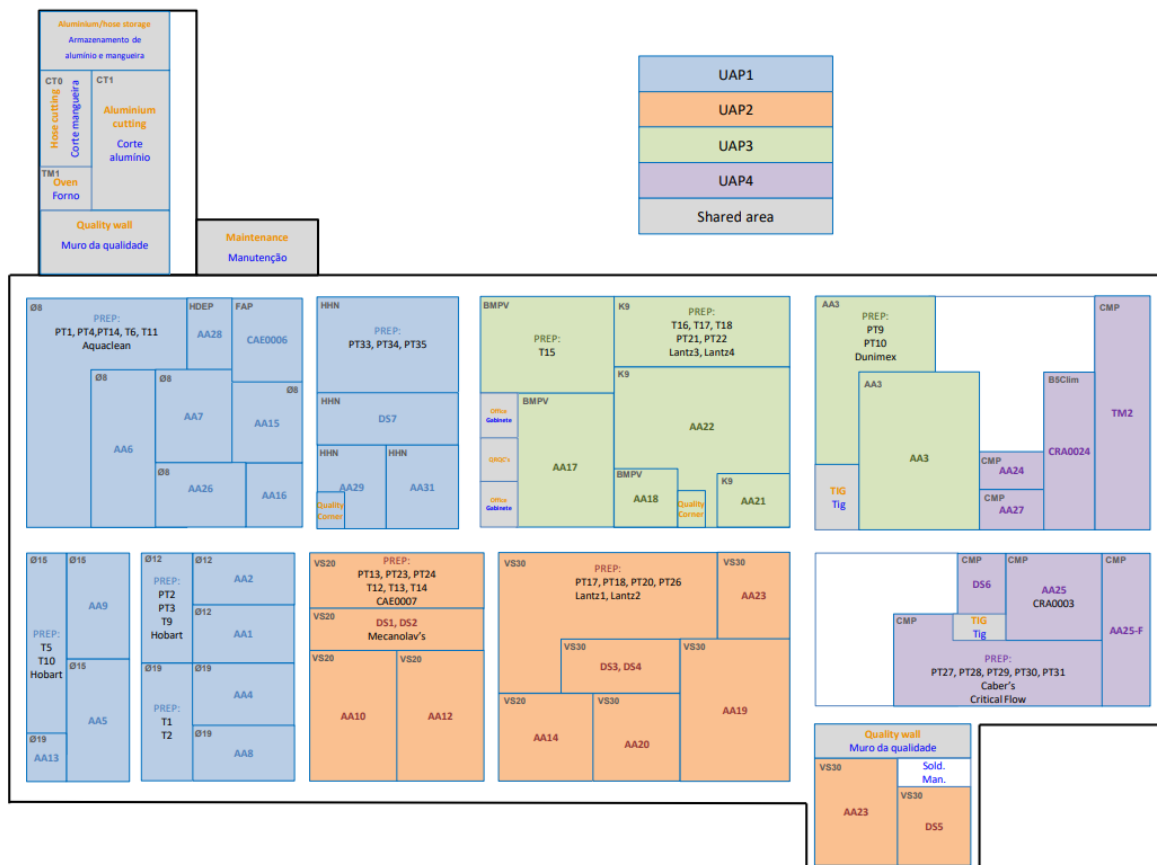 Aluminium/hose storage
Armazenamento de
alumínio e mangueira
CT0
Hose cutting
Corte mangueira
CT1
Aluminium
cutting
Corte
alumínio
TM1
Oven
Forno
Quality wall
Muro da qualidade
Maintenance
Manutenção
UAP1
UAP2
UAP3
UAP4
Shared area
Ø8
PREP:
PT1, PT4,PT14, T6, T11
Aquaclean
HDEP
AA28
FAP
CAE0006
Ø8
AA6
Ø8
AA7
Ø8
AA15
Ø8
AA26
AA16
HHN
PREP:
PT33, PT34, PT35
HHN
DS7
HHN
AA29
Quality
Corner
HHN
AA31
BMPV
PREP:
T15
K9
PREP:
T16, T17, T18
PT21, PT22
Lantz3, Lantz4
Office
Gabinete
QRQC's
Office
Gabinete
BMPV
AA17
K9
AA22
BMPV
AA18
Quality
Corner
K9
AA21
AA3
PREP:
PT9
PT10
Dunimex
AA3
AA3
TIG
Tig
CMP
AA24
CMP
AA27
B5Clim
CRA0024
CMP
TM2
Ø15
PREP:
T5
T10
Hobart
Ø15
AA9
Ø15
AA5
Ø19
AA13
Ø12
PREP:
PT2
PT3
T9
Hobart
Ø12
AA2
Ø12
AA1
Ø19
PREP:
T1
T2
Ø19
AA4
Ø19
AA8
VS20
PREP:
PT13, PT23, PT24
T12, T13, T14
CAE0007
VS20
DS1, DS2
Mecanolav's
VS20
AA10
VS20
AA12
VS30
PREP:
PT17, PT18, PT20, PT26
Lantz1, Lantz2
VS30
AA23
VS30
DS3, DS4
VS30
AA19
VS20
AA14
VS30
AA20
CMP
DS6
CMP
AA25
CRA0003
CMP
AA25-F
TIG
Tig
CMP
PREP:
PT27, PT28, PT29, PT30, PT31
Caber's
Critical Flow
Quality wall
Muro da qualidade
VS30
AA23
Sold.
Man.
VS30
DS5